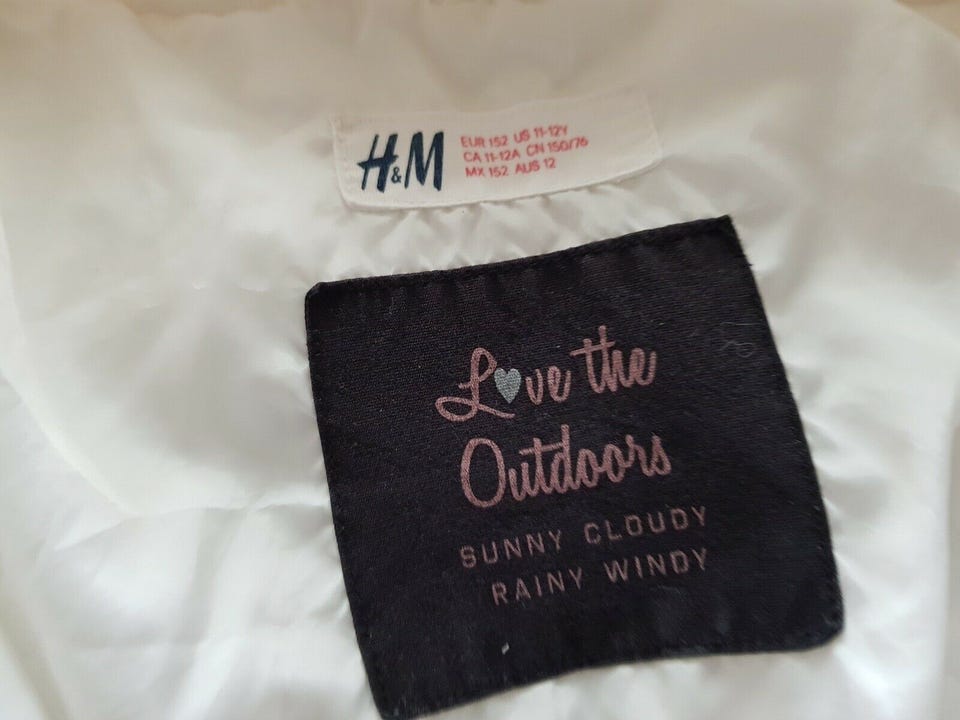 H&M
EUR 152 US 11-12Y
CA 11-12A CN 150/76
MX 152 AUS 12
Love the
Outdoors
SUNNY CLOUDY
RAINY WINDY